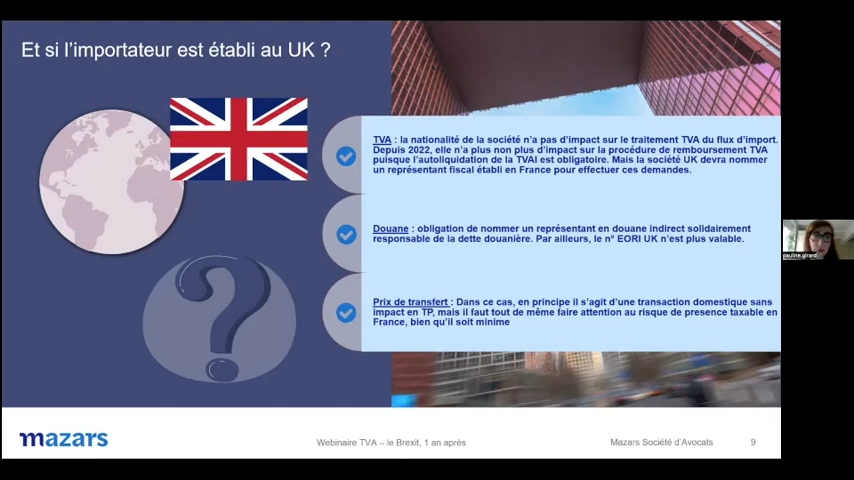 Et si l'importateur est établi au UK ?
TVA : la nationalité de la société n'a pas d'impact sur le traitement TVA du flux d'import.
Depuis 2022, elle n'a plus non plus d'impact sur la procédure de remboursement TVA
puisque l'autoliquidation de la TVAI est obligatoire. Mais la société UK devra nommer
un représentant fiscal établi en France pour effectuer ces demandes.
Douane : obligation de nommer un représentant en douane indirect solidairement
responsable de la dette douanière. Par ailleurs, le n° EORI UK n'est plus valable.
Prix de transfert : Dans ce cas, en principe il s'agit d'une transaction domestique sans
impact en TP, mais il faut tout de même faire attention au risque de presence taxable en
France, bien qu'il soit minime
pauline.girard
mazars
Webinaire TVA – le Brexit, 1 an après
Mazars Société d'Avocats
9